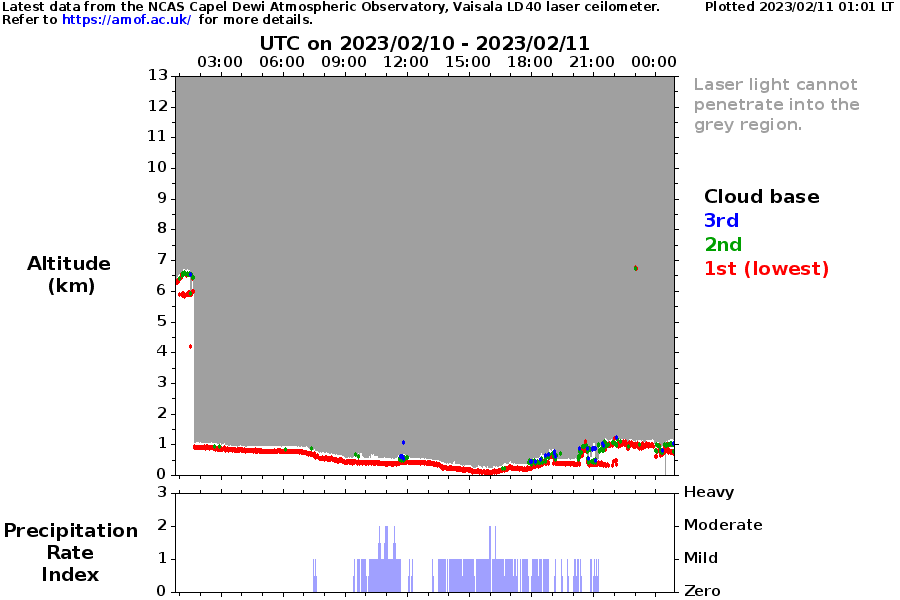 Latest data from the NCAS Capel Dewi Atmospheric Observatory, Vaisala LD40 laser ceilometer. Plotted 2023/02/11 01:01 LT
Refer to https://amof.ac.uk/ for more details.
UTC on 2023/02/10 - 2023/02/11
03:00 06:00 09:00 12:00 15:00 18:00 21:00 00:00
13
12
11
10
9
8
7
6
5
4
3
2
1
0
Altitude
(km)
Laser light cannot
penetrate into the
grey region.
Cloud base
3rd
2nd
1st (lowest)
3 Heavy
2 Moderate
1 Mild
0 Zero
Precipitation
Rate
Index